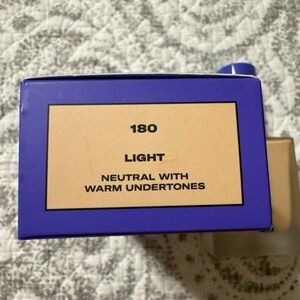 180
LIGHT
NEUTRAL WITH
WARM UNDERTONES